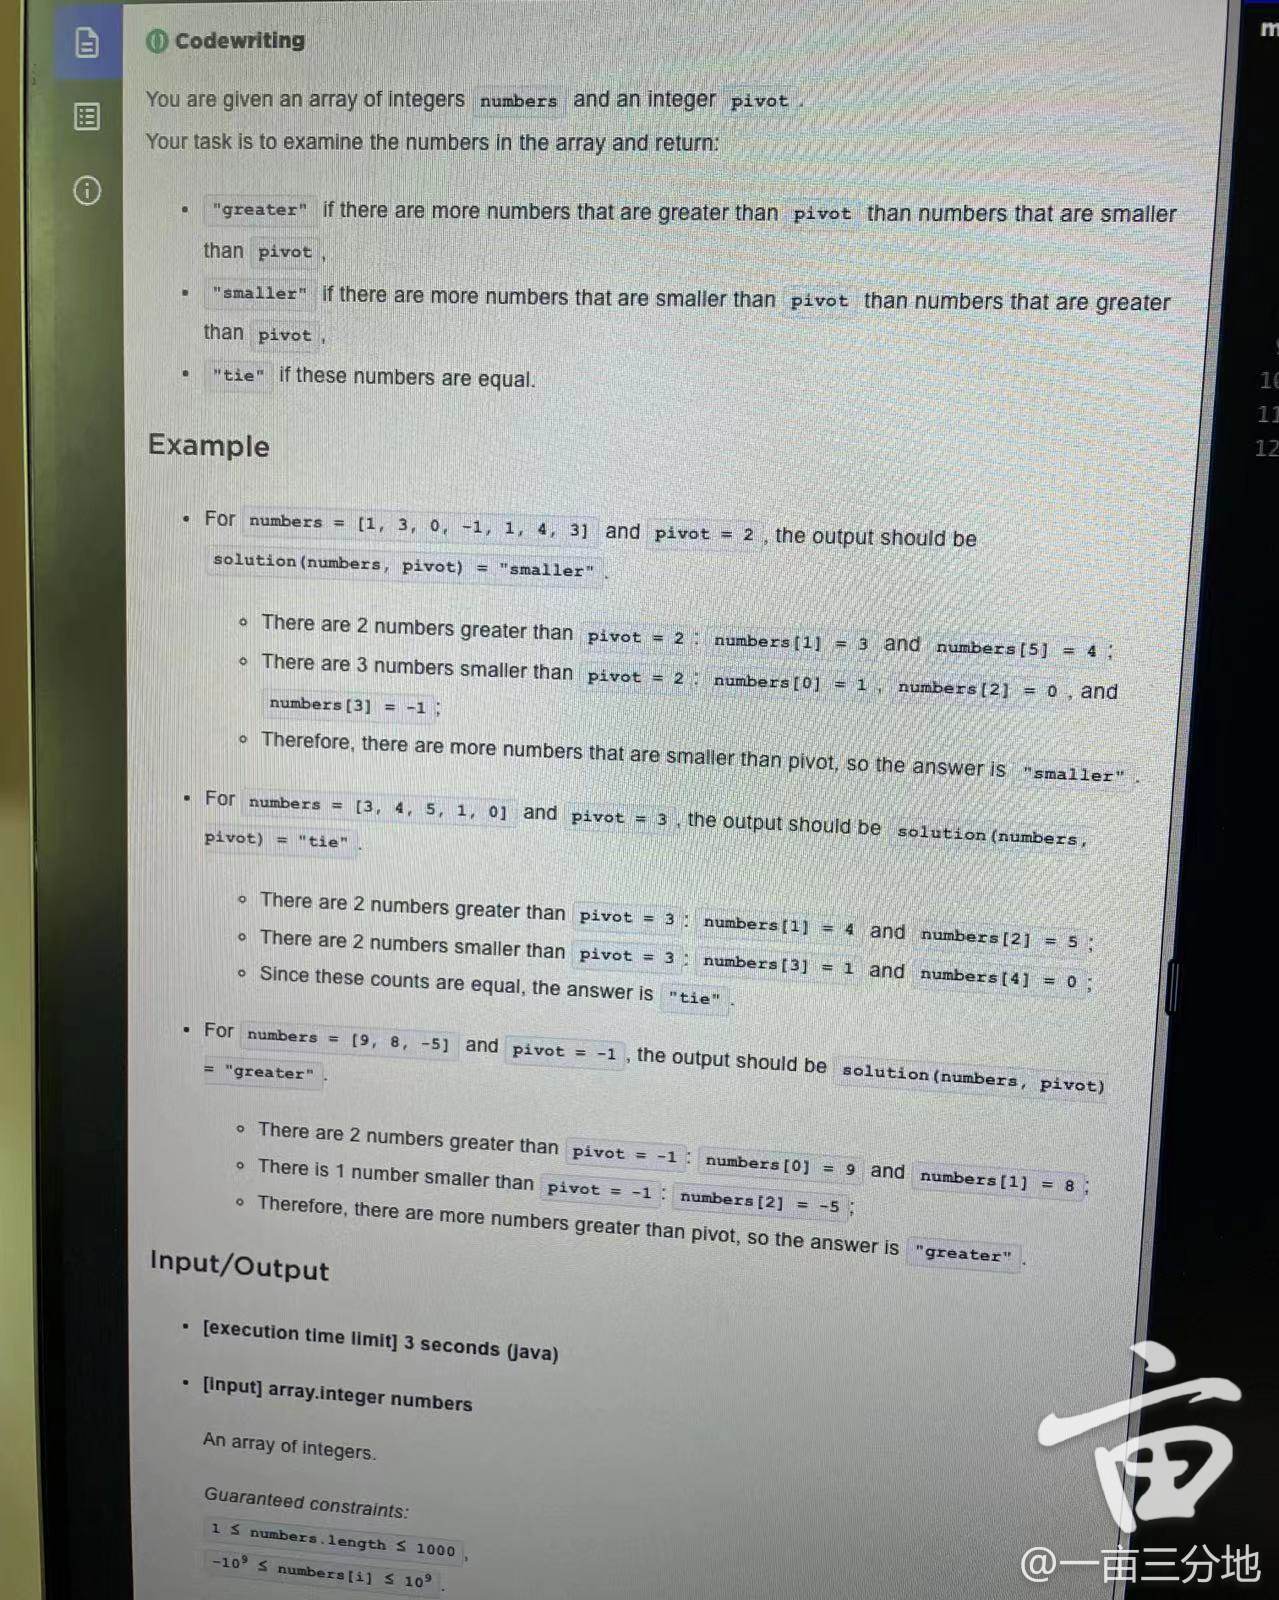 Codewriting
m
You are given an array of integers numbers and an integer pivot .
Your task is to examine the numbers in the array and return:
• "greater" if there are more numbers that are greater than pivot than numbers that are smaller
than pivot ,
• "smaller" if there are more numbers that are smaller than pivot than numbers that are greater
than pivot ,
• "tie" if these numbers are equal.
10
11
12
Example
• For numbers = [1, 3, 0, -1, 1, 4, 3] and pivot = 2 , the output should be
solution(numbers, pivot) = "smaller" .
◦ There are 2 numbers greater than pivot = 2 : numbers[1] = 3 and numbers[5] = 4 ;
◦ There are 3 numbers smaller than pivot = 2 : numbers[0] = 1 , numbers[2] = 0 , and
numbers[3] = -1 ;
◦ Therefore, there are more numbers that are smaller than pivot, so the answer is "smaller" .
• For numbers = [3, 4, 5, 1, 0] and pivot = 3 , the output should be solution(numbers,
pivot) = "tie" .
◦ There are 2 numbers greater than pivot = 3 : numbers[1] = 4 and numbers[2] = 5 ;
◦ There are 2 numbers smaller than pivot = 3 : numbers[3] = 1 and numbers[4] = 0 ;
◦ Since these counts are equal, the answer is "tie" .
• For numbers = [9, 8, -5] and pivot = -1 , the output should be solution(numbers, pivot)
= "greater" .
◦ There are 2 numbers greater than pivot = -1 : numbers[0] = 9 and numbers[1] = 8 ;
◦ There is 1 number smaller than pivot = -1 : numbers[2] = -5 ;
◦ Therefore, there are more numbers greater than pivot, so the answer is "greater" .
Input/Output
• [execution time limit] 3 seconds (java)
• [input] array.integer numbers
An array of integers.
Guaranteed constraints:
1 ≤ numbers.length ≤ 1000 ,
-10⁹ ≤ numbers[i] ≤ 10⁹ .
亩
@一亩三分地